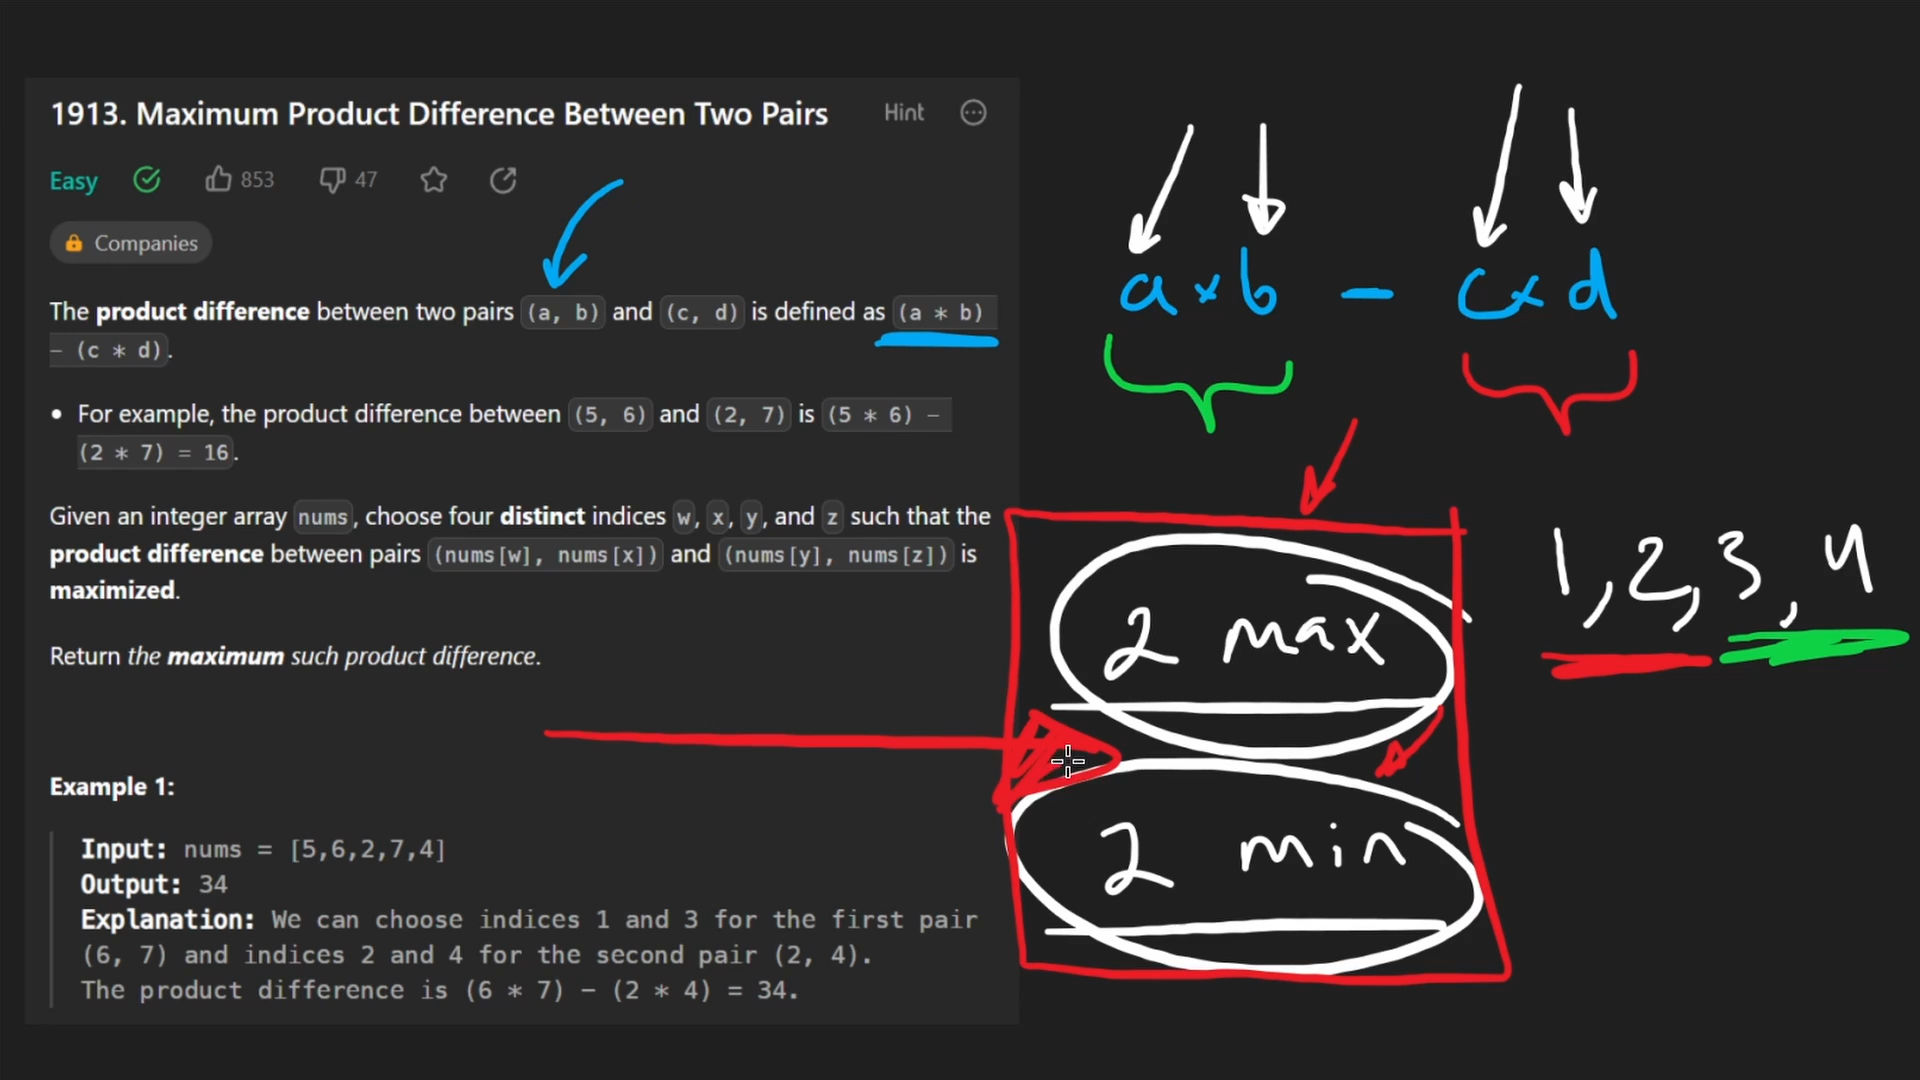 1913. Maximum Product Difference Between Two Pairs
Hint
Easy 853 47
Companies
The product difference between two pairs (a, b) and (c, d) is defined as (a * b)
- (c * d).
• For example, the product difference between (5, 6) and (2, 7) is (5 * 6) -
(2 * 7) = 16.
Given an integer array nums, choose four distinct indices w, x, y, and z such that the
product difference between pairs (nums[w], nums[x]) and (nums[y], nums[z]) is
maximized.
Return the maximum such product difference.
Example 1:
Input: nums = [5,6,2,7,4]
Output: 34
Explanation: We can choose indices 1 and 3 for the first pair
(6, 7) and indices 2 and 4 for the second pair (2, 4).
The product difference is (6 * 7) - (2 * 4) = 34.
a x b - c x d
2 max
2 min
1, 2, 3, 4